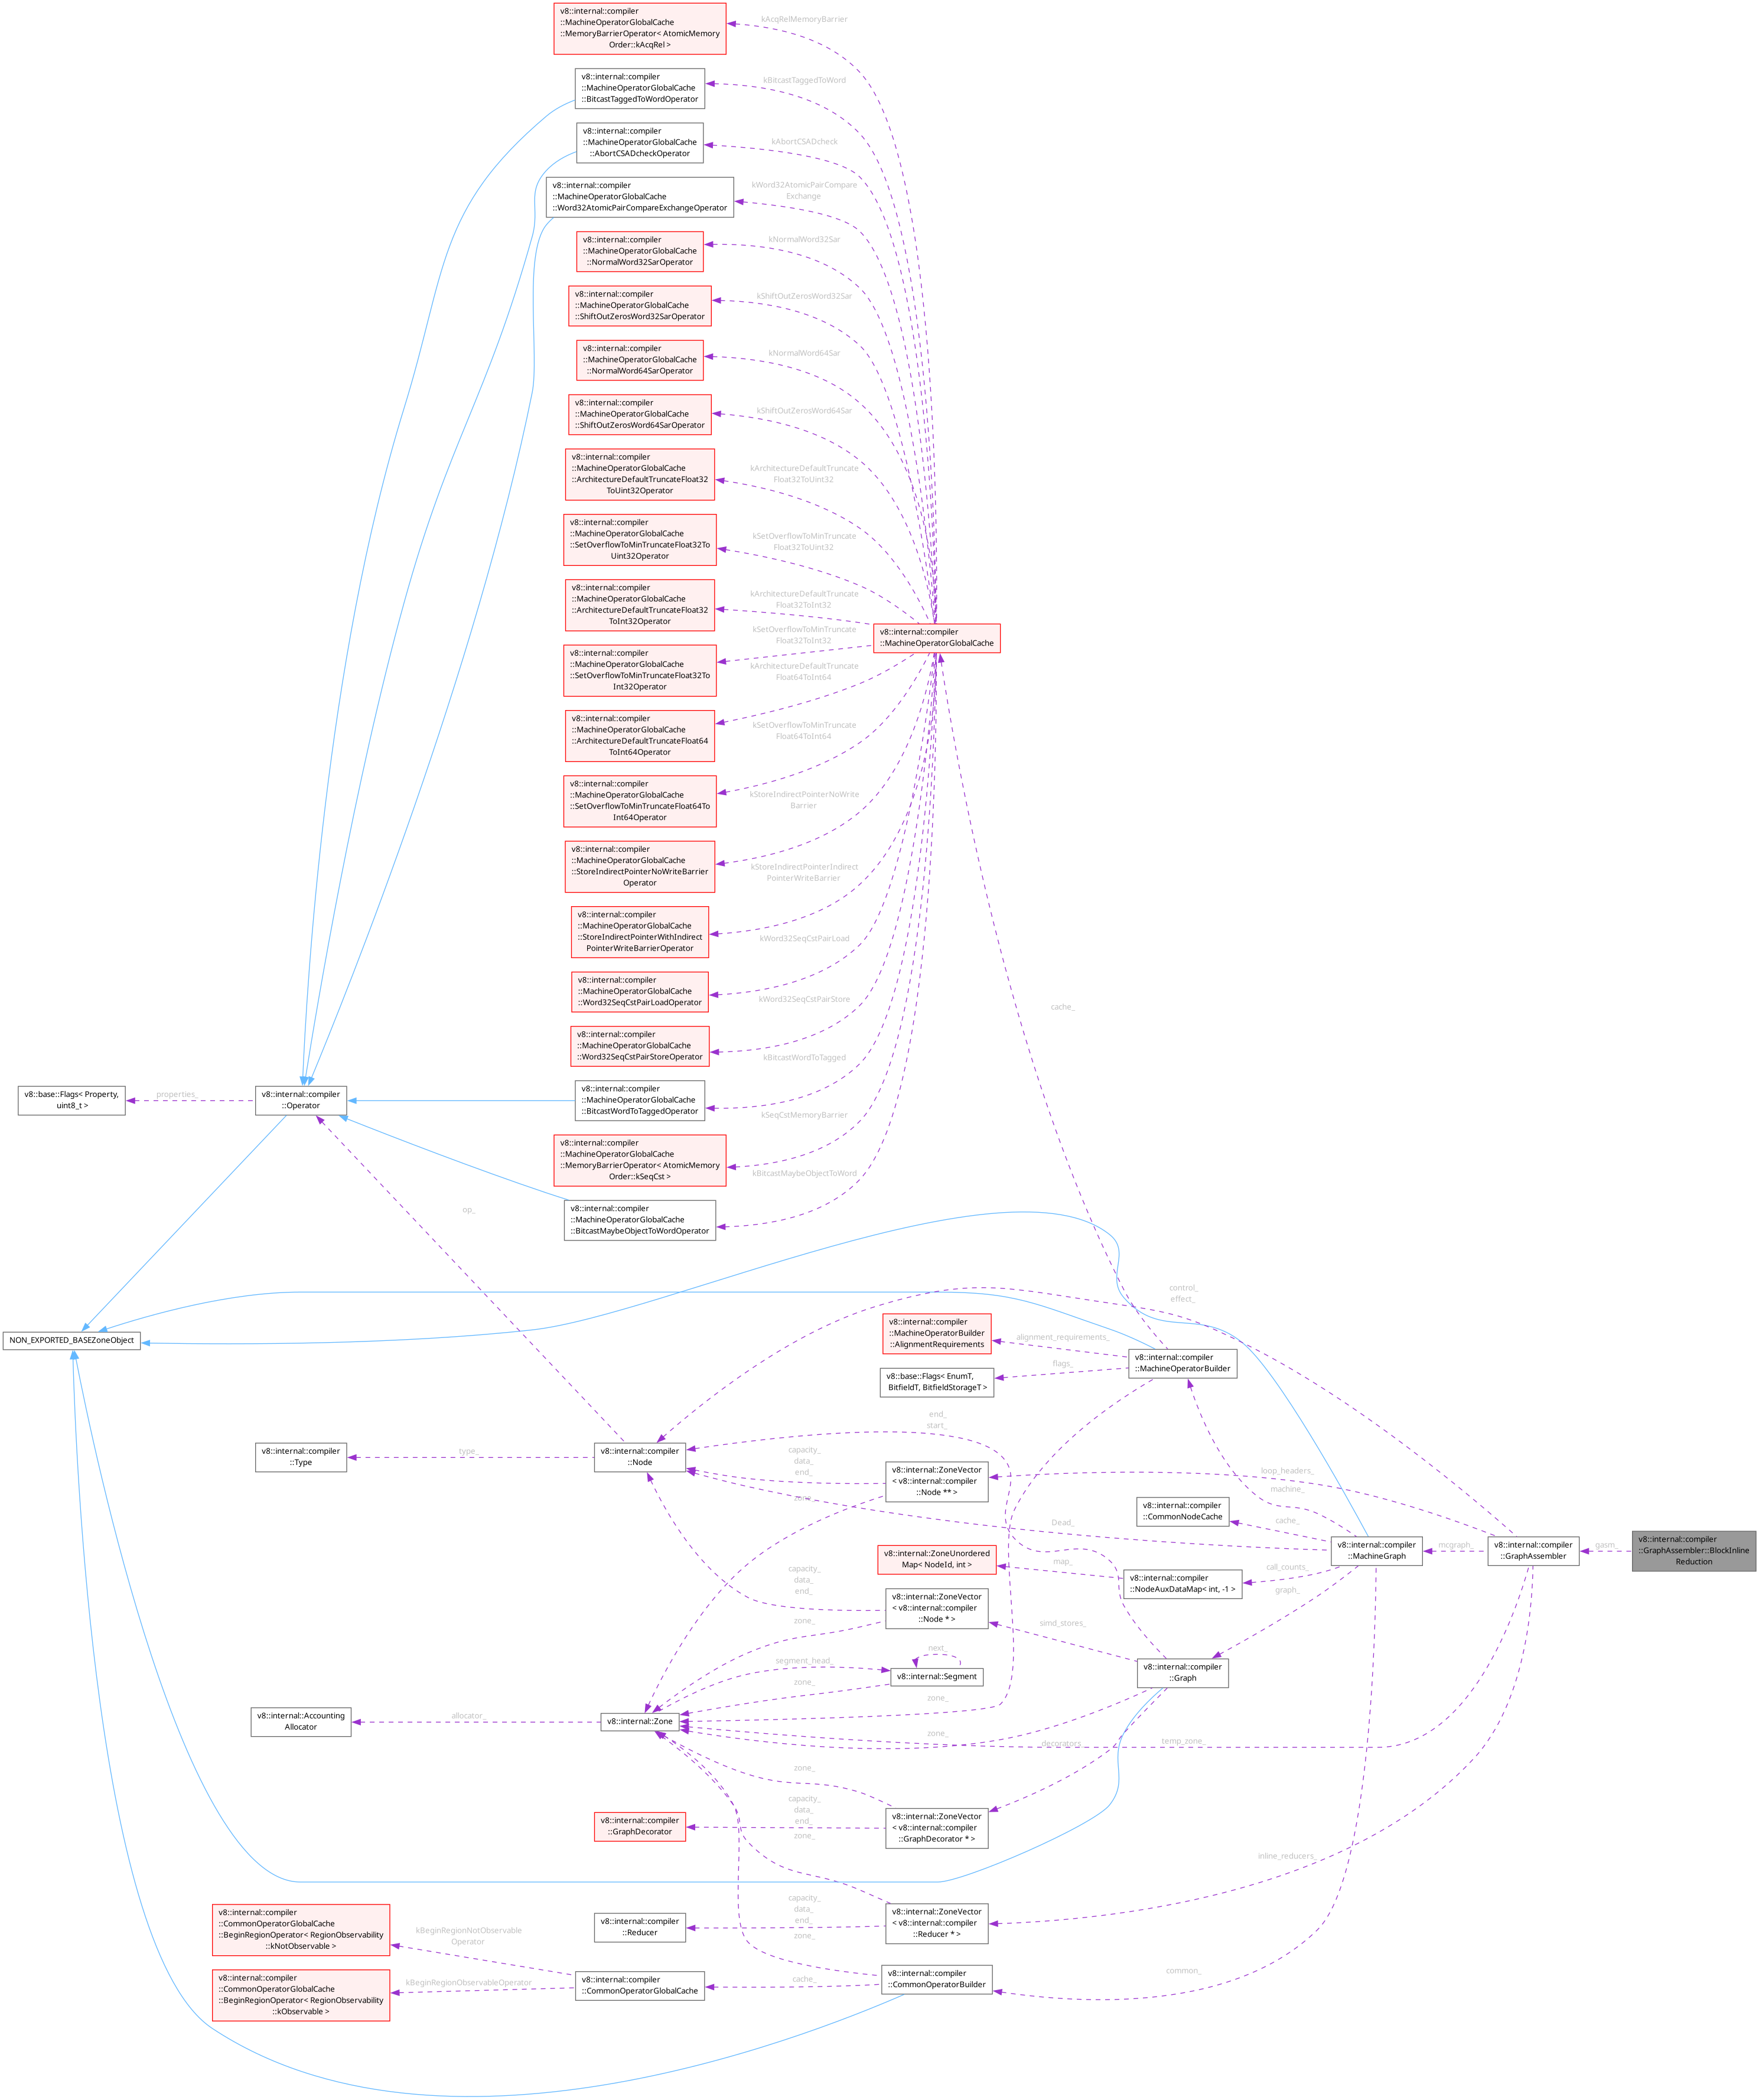 v8::internal::compiler
::MachineOperatorGlobalCache
::MemoryBarrierOperator< AtomicMemory
Order::kAcqRel >
kAcqRelMemoryBarrier
v8::internal::compiler
::MachineOperatorGlobalCache
::BitcastTaggedToWordOperator
kBitcastTaggedToWord
v8::internal::compiler
::MachineOperatorGlobalCache
::AbortCSADcheckOperator
kAbortCSADcheck
v8::internal::compiler
::MachineOperatorGlobalCache
::Word32AtomicPairCompareExchangeOperator
kWord32AtomicPairCompare
Exchange
v8::internal::compiler
::MachineOperatorGlobalCache
::NormalWord32SarOperator
kNormalWord32Sar
v8::internal::compiler
::MachineOperatorGlobalCache
::ShiftOutZerosWord32SarOperator
kShiftOutZerosWord32Sar
v8::internal::compiler
::MachineOperatorGlobalCache
::NormalWord64SarOperator
kNormalWord64Sar
v8::internal::compiler
::MachineOperatorGlobalCache
::ShiftOutZerosWord64SarOperator
kShiftOutZerosWord64Sar
v8::internal::compiler
::MachineOperatorGlobalCache
::ArchitectureDefaultTruncateFloat32
ToUint32Operator
kArchitectureDefaultTruncate
Float32ToUint32
v8::internal::compiler
::MachineOperatorGlobalCache
::SetOverflowToMinTruncateFloat32To
Uint32Operator
kSetOverflowToMinTruncate
Float32ToUint32
v8::internal::compiler
::MachineOperatorGlobalCache
::ArchitectureDefaultTruncateFloat32
ToInt32Operator
kArchitectureDefaultTruncate
Float32ToInt32
v8::internal::compiler
::MachineOperatorGlobalCache
v8::internal::compiler
::MachineOperatorGlobalCache
::SetOverflowToMinTruncateFloat32To
Int32Operator
kSetOverflowToMinTruncate
Float32ToInt32
v8::internal::compiler
::MachineOperatorGlobalCache
::ArchitectureDefaultTruncateFloat64
ToInt64Operator
kArchitectureDefaultTruncate
Float64ToInt64
v8::internal::compiler
::MachineOperatorGlobalCache
::SetOverflowToMinTruncateFloat64To
Int64Operator
kSetOverflowToMinTruncate
Float64ToInt64
v8::internal::compiler
::MachineOperatorGlobalCache
::StoreIndirectPointerNoWriteBarrier
Operator
kStoreIndirectPointerNoWrite
Barrier
v8::internal::compiler
::MachineOperatorGlobalCache
::StoreIndirectPointerWithIndirect
PointerWriteBarrierOperator
kStoreIndirectPointerIndirect
PointerWriteBarrier
v8::internal::compiler
::MachineOperatorGlobalCache
::Word32SeqCstPairLoadOperator
kWord32SeqCstPairLoad
v8::internal::compiler
::MachineOperatorGlobalCache
::Word32SeqCstPairStoreOperator
kWord32SeqCstPairStore
cache_
v8::base::Flags< Property,
uint8_t >
properties_
v8::internal::compiler
::Operator
v8::internal::compiler
::MachineOperatorGlobalCache
::BitcastWordToTaggedOperator
kBitcastWordToTagged
v8::internal::compiler
::MachineOperatorGlobalCache
::MemoryBarrierOperator< AtomicMemory
Order::kSeqCst >
kSeqCstMemoryBarrier
v8::internal::compiler
::MachineOperatorGlobalCache
::BitcastMaybeObjectToWordOperator
kBitcastMaybeObjectToWord
op_
control_
effect_
NON_EXPORTED_BASEZoneObject
v8::internal::compiler
::MachineOperatorBuilder
::AlignmentRequirements
alignment_requirements_
v8::internal::compiler
::MachineOperatorBuilder
v8::base::Flags< EnumT,
BitfieldT, BitfieldStorageT >
flags_
v8::internal::compiler
::Type
type_
v8::internal::compiler
::Node
end_
start_
capacity_
data_
end_
v8::internal::ZoneVector
< v8::internal::compiler
::Node ** >
loop_headers_
machine_
zone_
v8::internal::compiler
::CommonNodeCache
cache_
Dead_
v8::internal::compiler
::MachineGraph
mcgraph_
v8::internal::compiler
::GraphAssembler
gasm_
v8::internal::compiler
::GraphAssembler::BlockInline
Reduction
v8::internal::ZoneUnordered
Map< NodeId, int >
map_
v8::internal::compiler
::NodeAuxDataMap< int, -1 >
call_counts_
graph_
capacity_
data_
end_
v8::internal::ZoneVector
< v8::internal::compiler
::Node * >
simd_stores_
zone_
segment_head_
next_
v8::internal::Segment
zone_
v8::internal::compiler
::Graph
zone_
v8::internal::Accounting
Allocator
allocator_
v8::internal::Zone
zone_
decorators_
temp_zone_
zone_
capacity_
data_
end_
zone_
v8::internal::compiler
::GraphDecorator
v8::internal::ZoneVector
< v8::internal::compiler
::GraphDecorator * >
inline_reducers_
v8::internal::compiler
::Reducer
capacity_
data_
end_
v8::internal::ZoneVector
< v8::internal::compiler
::Reducer * >
zone_
v8::internal::compiler
::CommonOperatorGlobalCache
::BeginRegionOperator< RegionObservability
::kNotObservable >
kBeginRegionNotObservable
Operator
v8::internal::compiler
::CommonOperatorGlobalCache
::BeginRegionOperator< RegionObservability
::kObservable >
kBeginRegionObservableOperator
v8::internal::compiler
::CommonOperatorGlobalCache
cache_
v8::internal::compiler
::CommonOperatorBuilder
common_